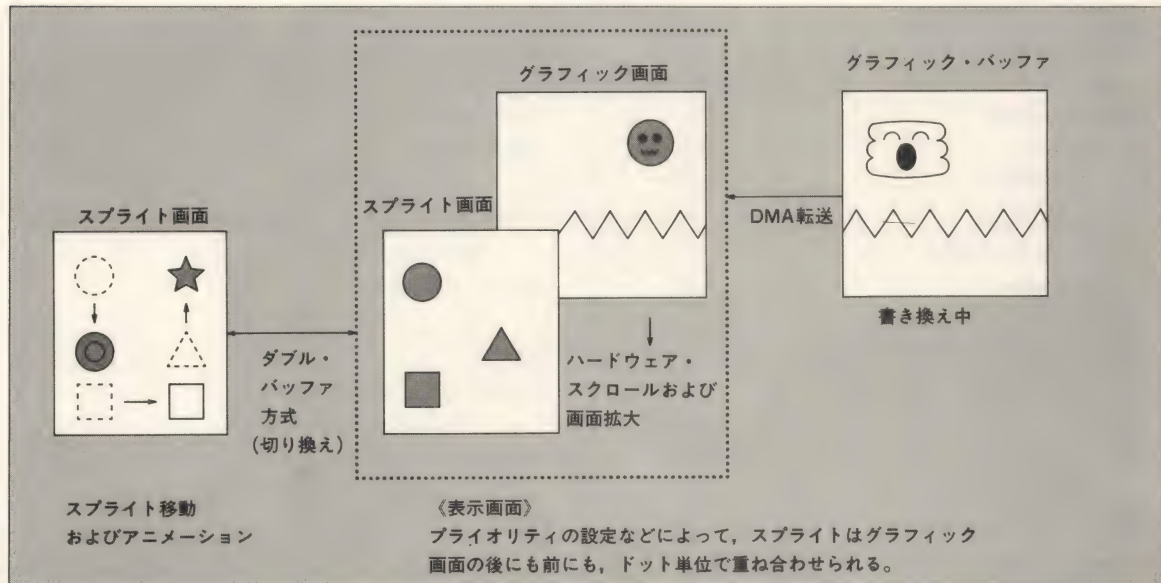 グラフィック画面
グラフィック・バッファ
スプライト画面
スプライト画面
DMA転送
書き換え中
ダブル・
バッファ
方式
(切り換え)
ハードウェア・
スクロールおよび
画面拡大
スプライト移動
およびアニメーション
《表示画面》
プライオリティの設定などによって，スプライトはグラフィック
画面の後にも前にも，ドット単位で重ね合わせられる。